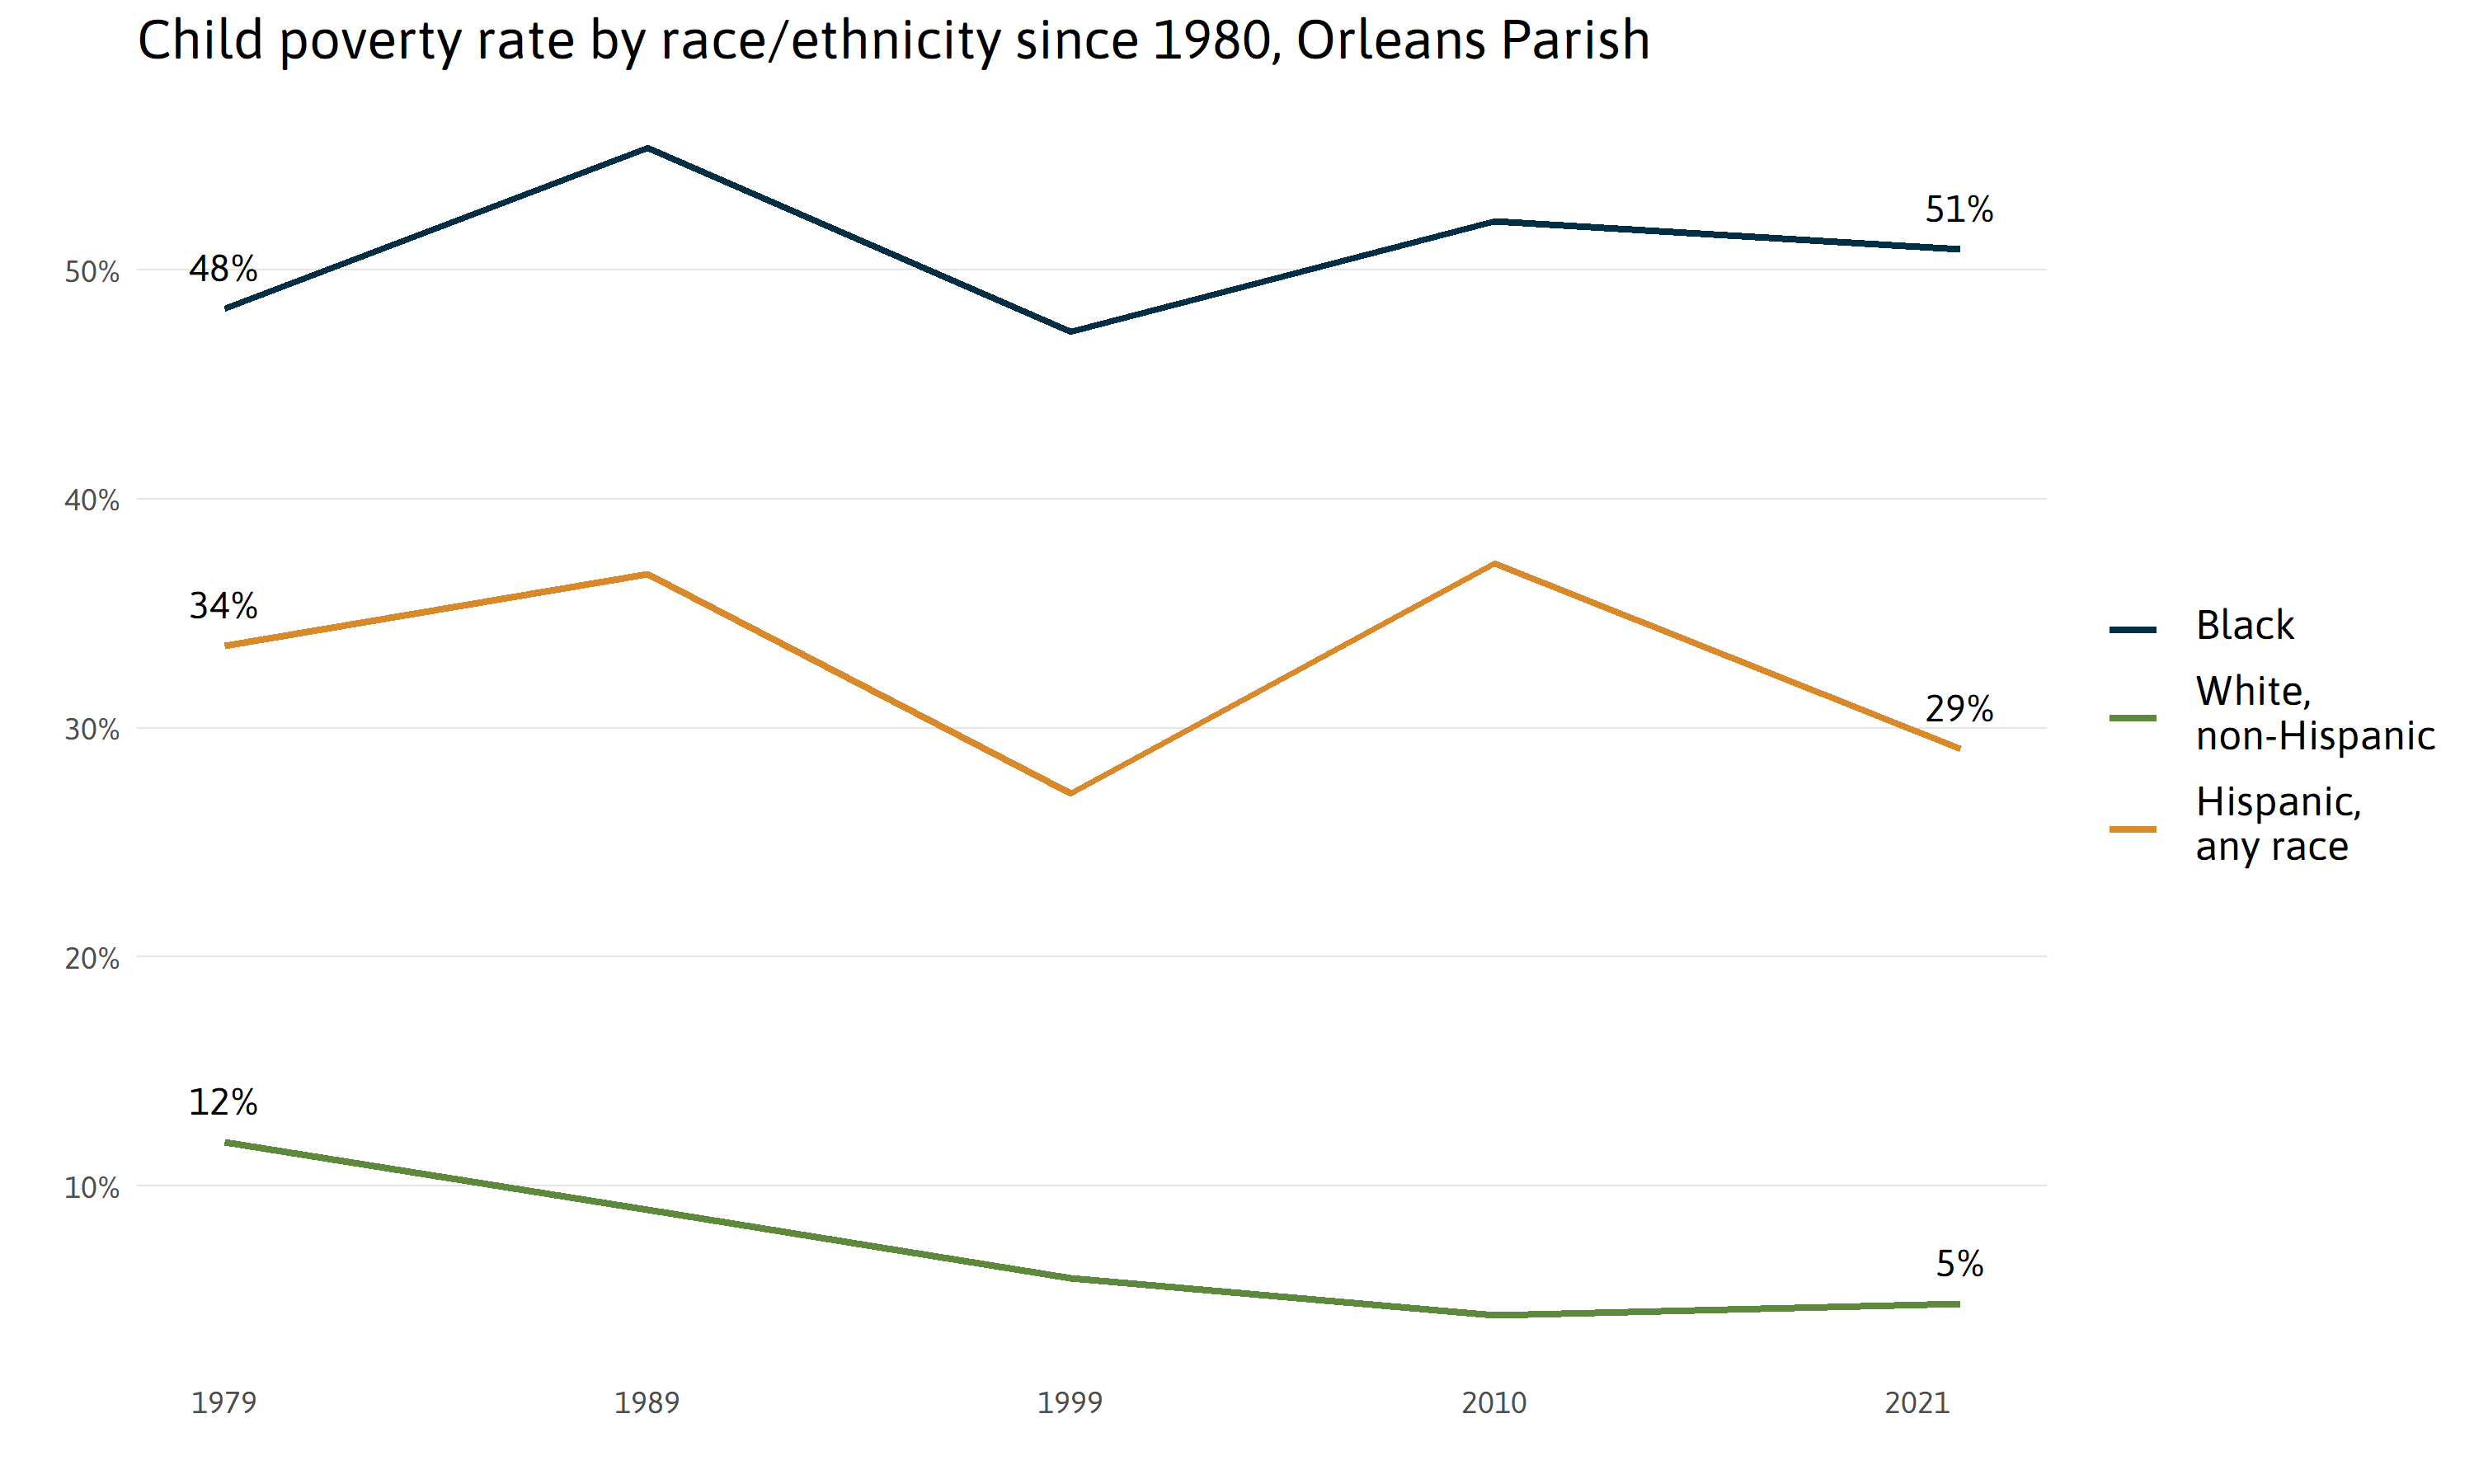 Child poverty rate by race/ethnicity since 1980, Orleans Parish
51%
48%
50%
40%
34%
29%
30%
20%
12%
10%
5%
Black
White,
non-Hispanic
Hispanic,
any race
1979
1989
1999
2010
2021